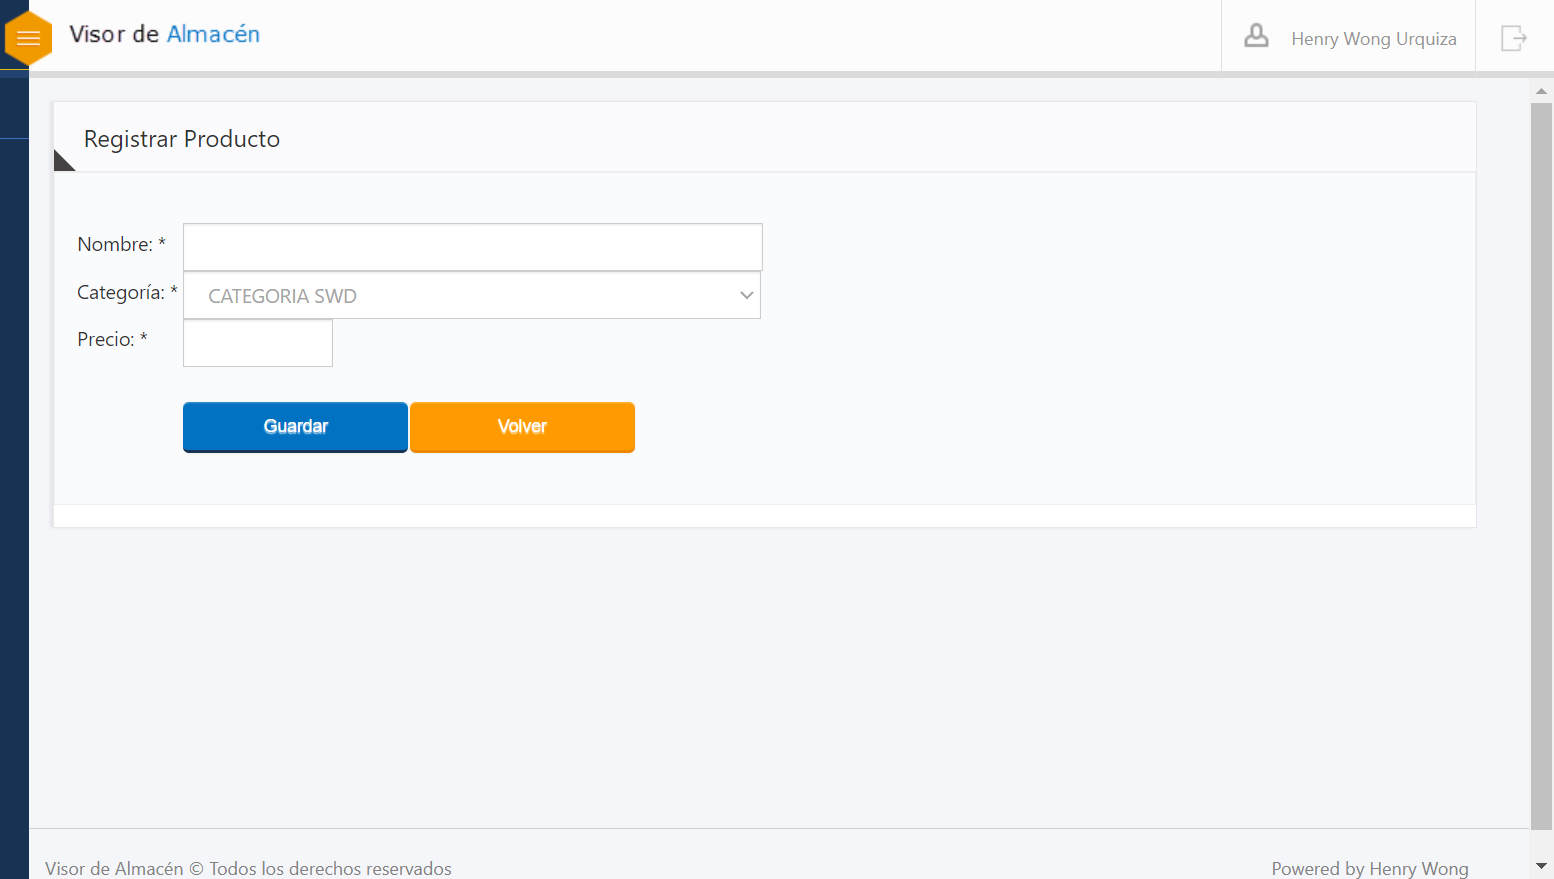 Visor de Almacén
Henry Wong Urquiza
Registrar Producto
Nombre: *
Categoría: *
CATEGORIA SWD
Precio: *
Guardar
Volver
Visor de Almacén © Todos los derechos reservados
Powered by Henry Wong